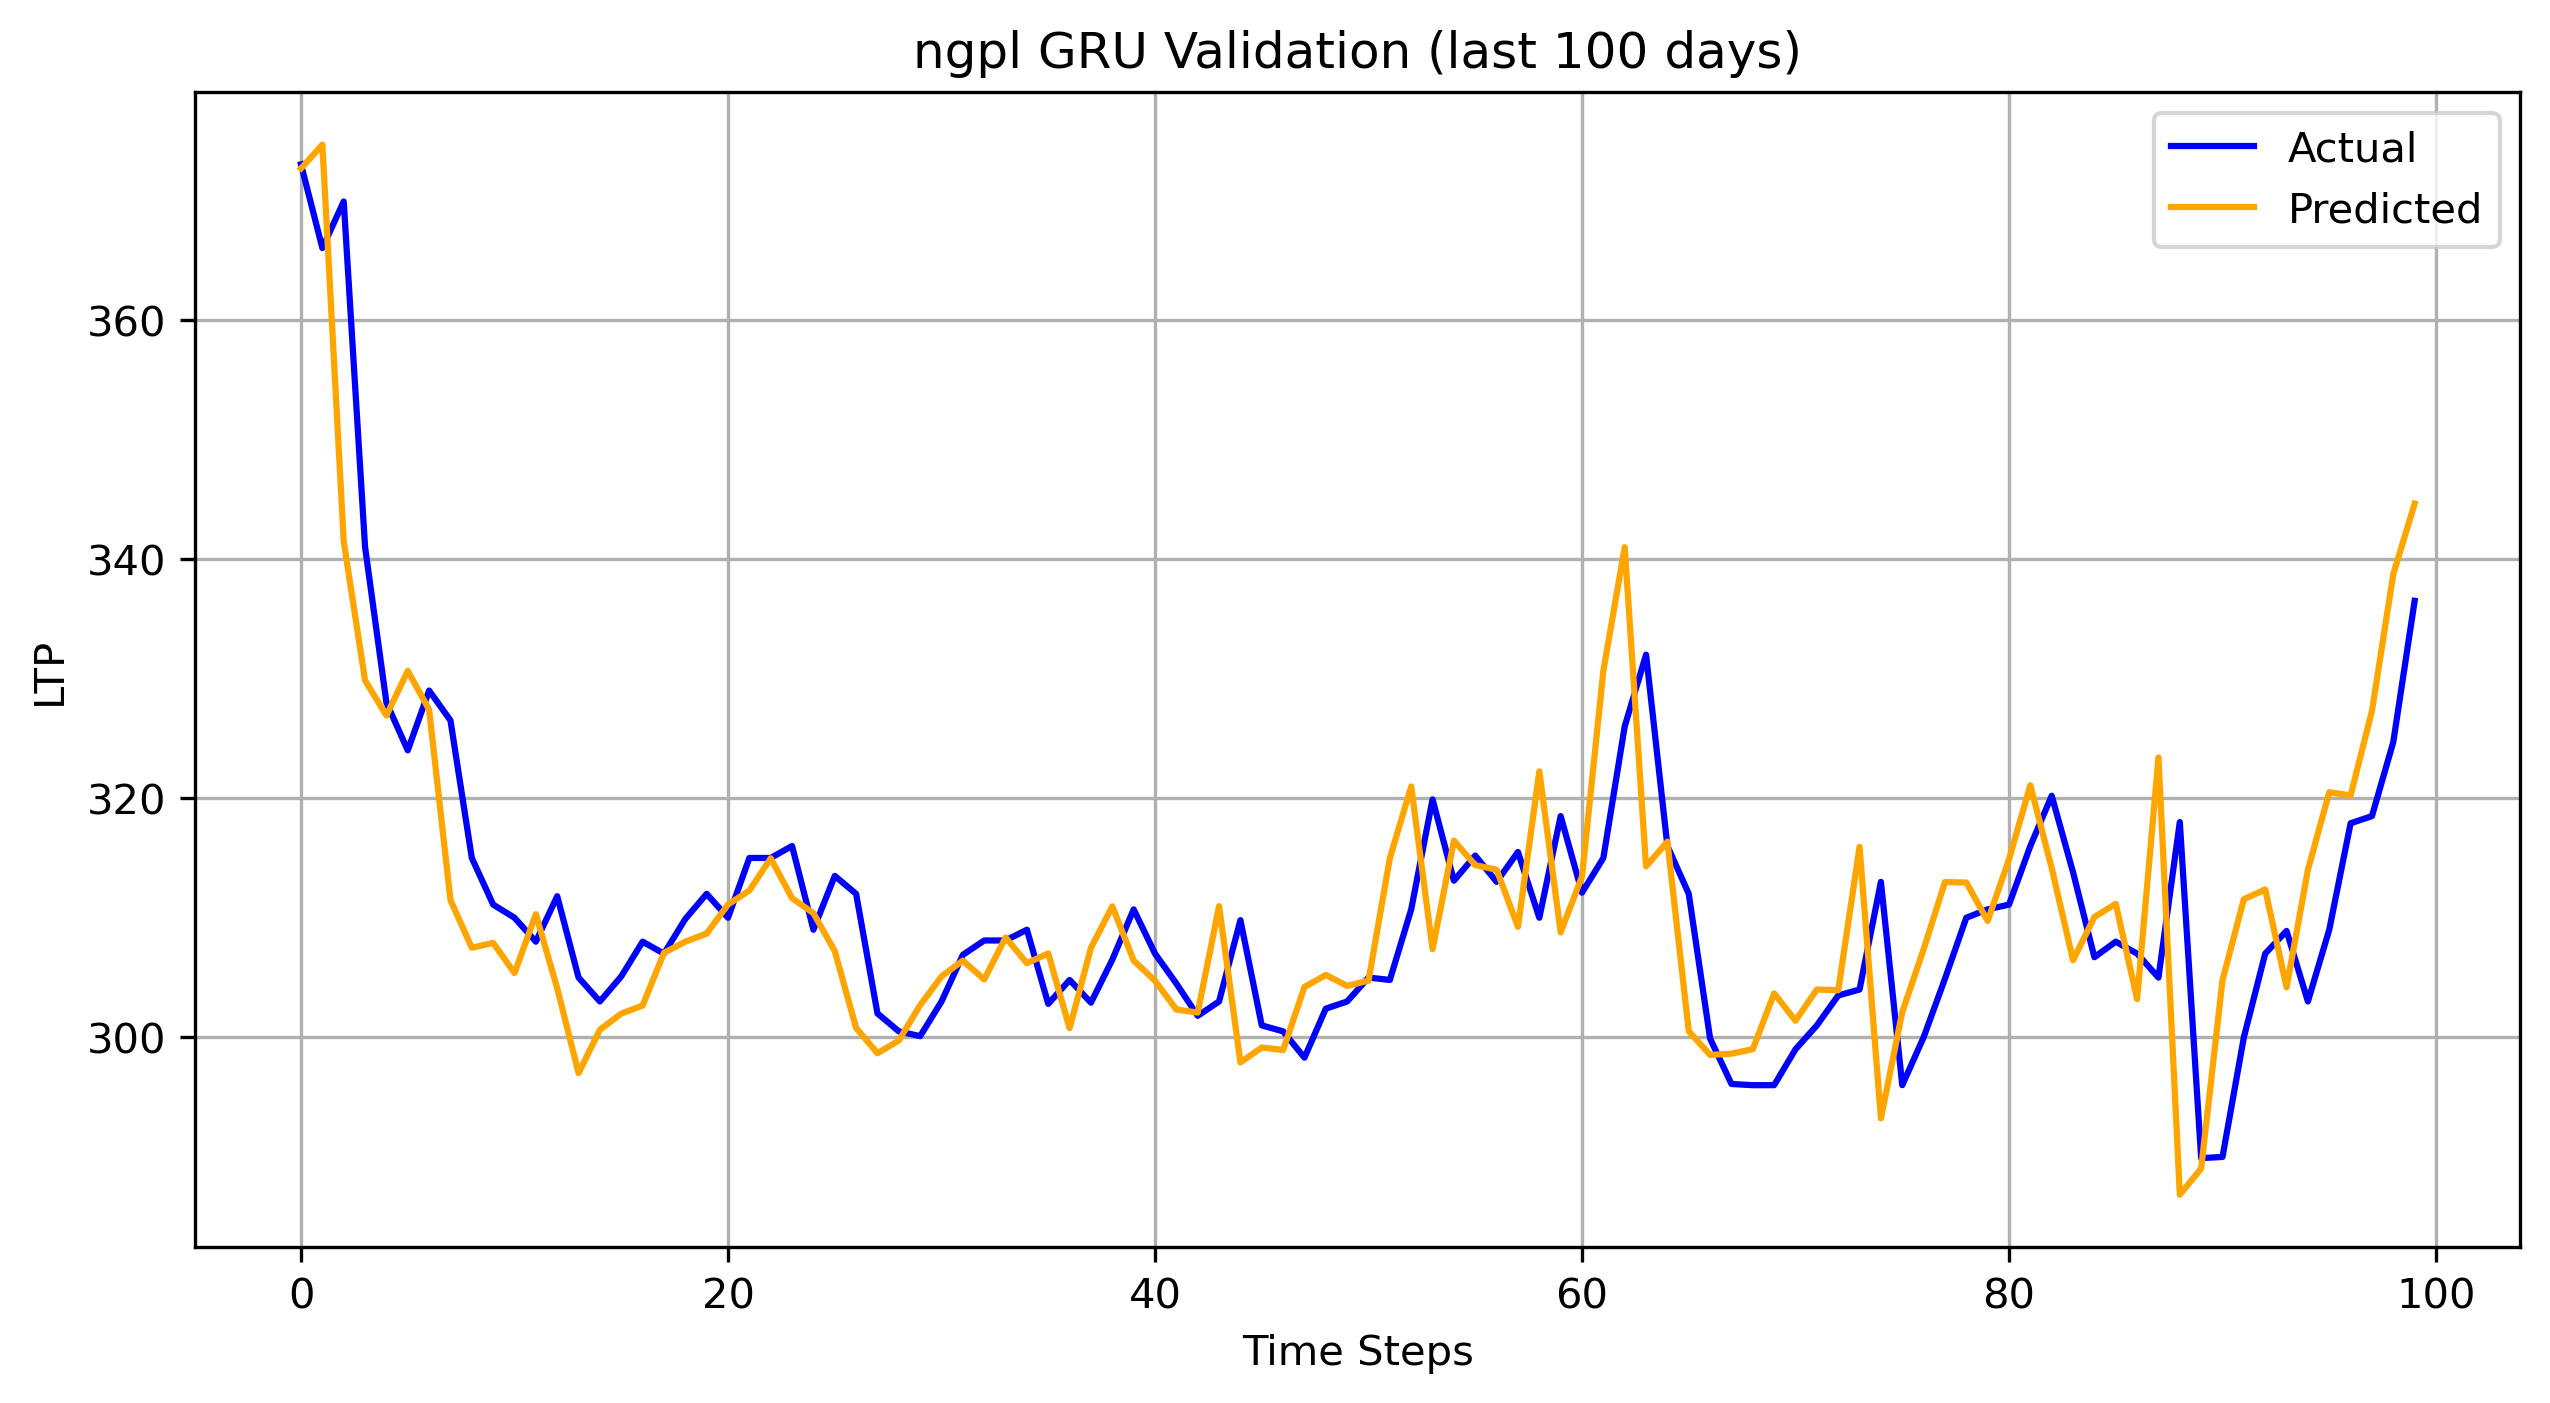 ngpl GRU Validation (last 100 days)
Actual
Predicted
360
340
320
300
LTP
0 20 40 60 80 100
Time Steps